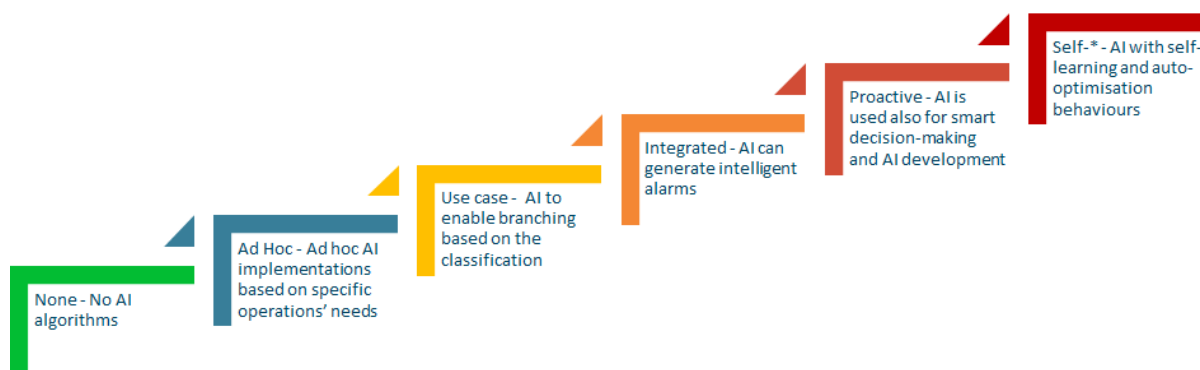 None - No AI
algorithms
Ad Hoc - Ad hoc AI
implementations
based on specific
operations' needs
Use case -  AI to
enable branching
based on the
classification
Integrated - AI can
generate intelligent
alarms
Proactive - AI is
used also for smart
decision-making
and AI development
Self-* - AI with self-
learning and auto-
optimisation
behaviours